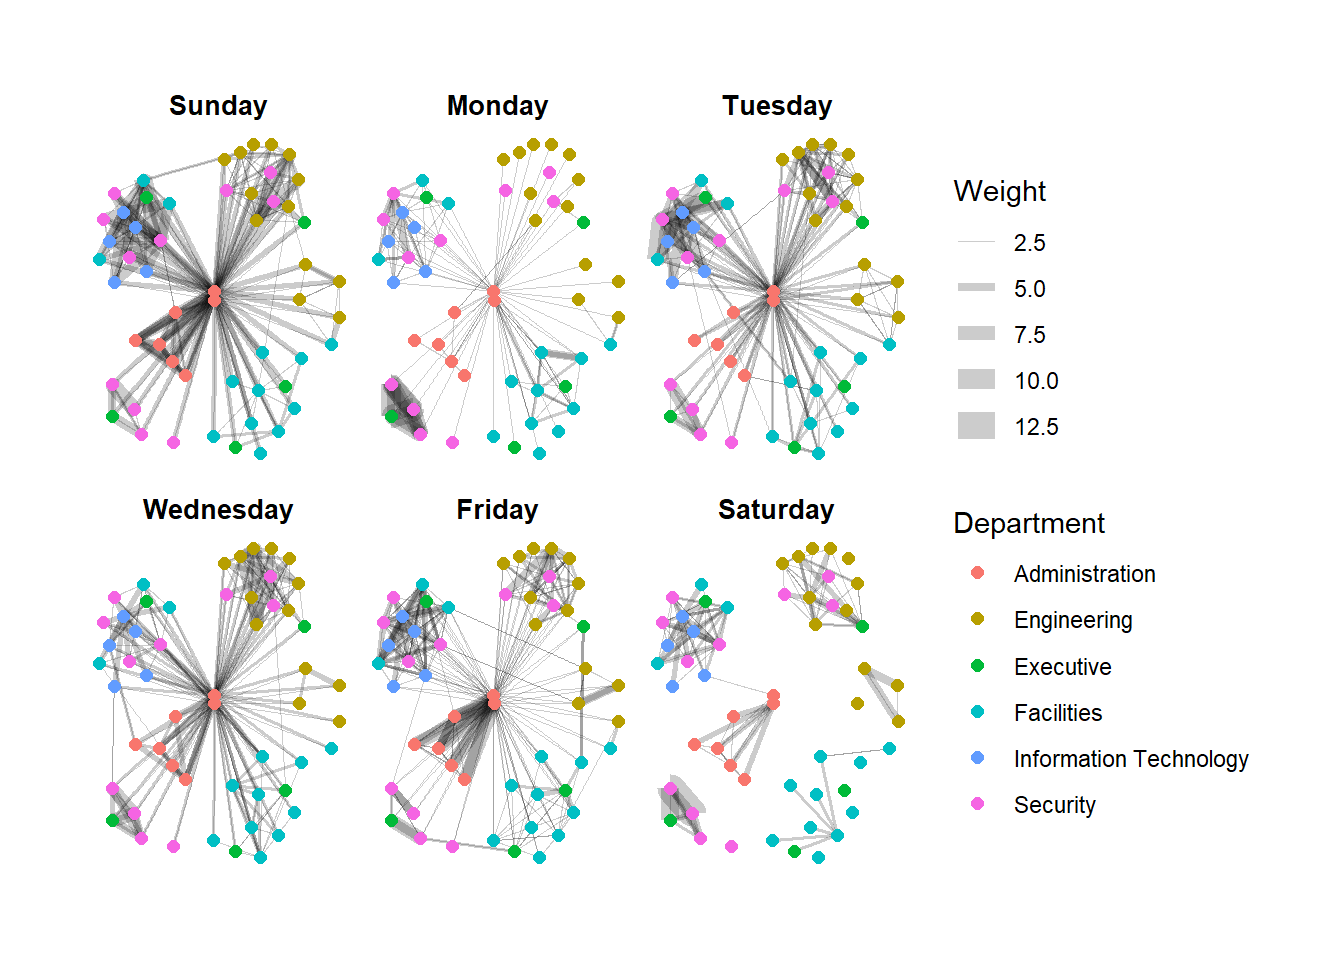 Sunday
Monday
Tuesday
Wednesday
Friday
Saturday
Weight
2.5
5.0
7.5
10.0
12.5
Department
Administration
Engineering
Executive
Facilities
Information Technology
Security